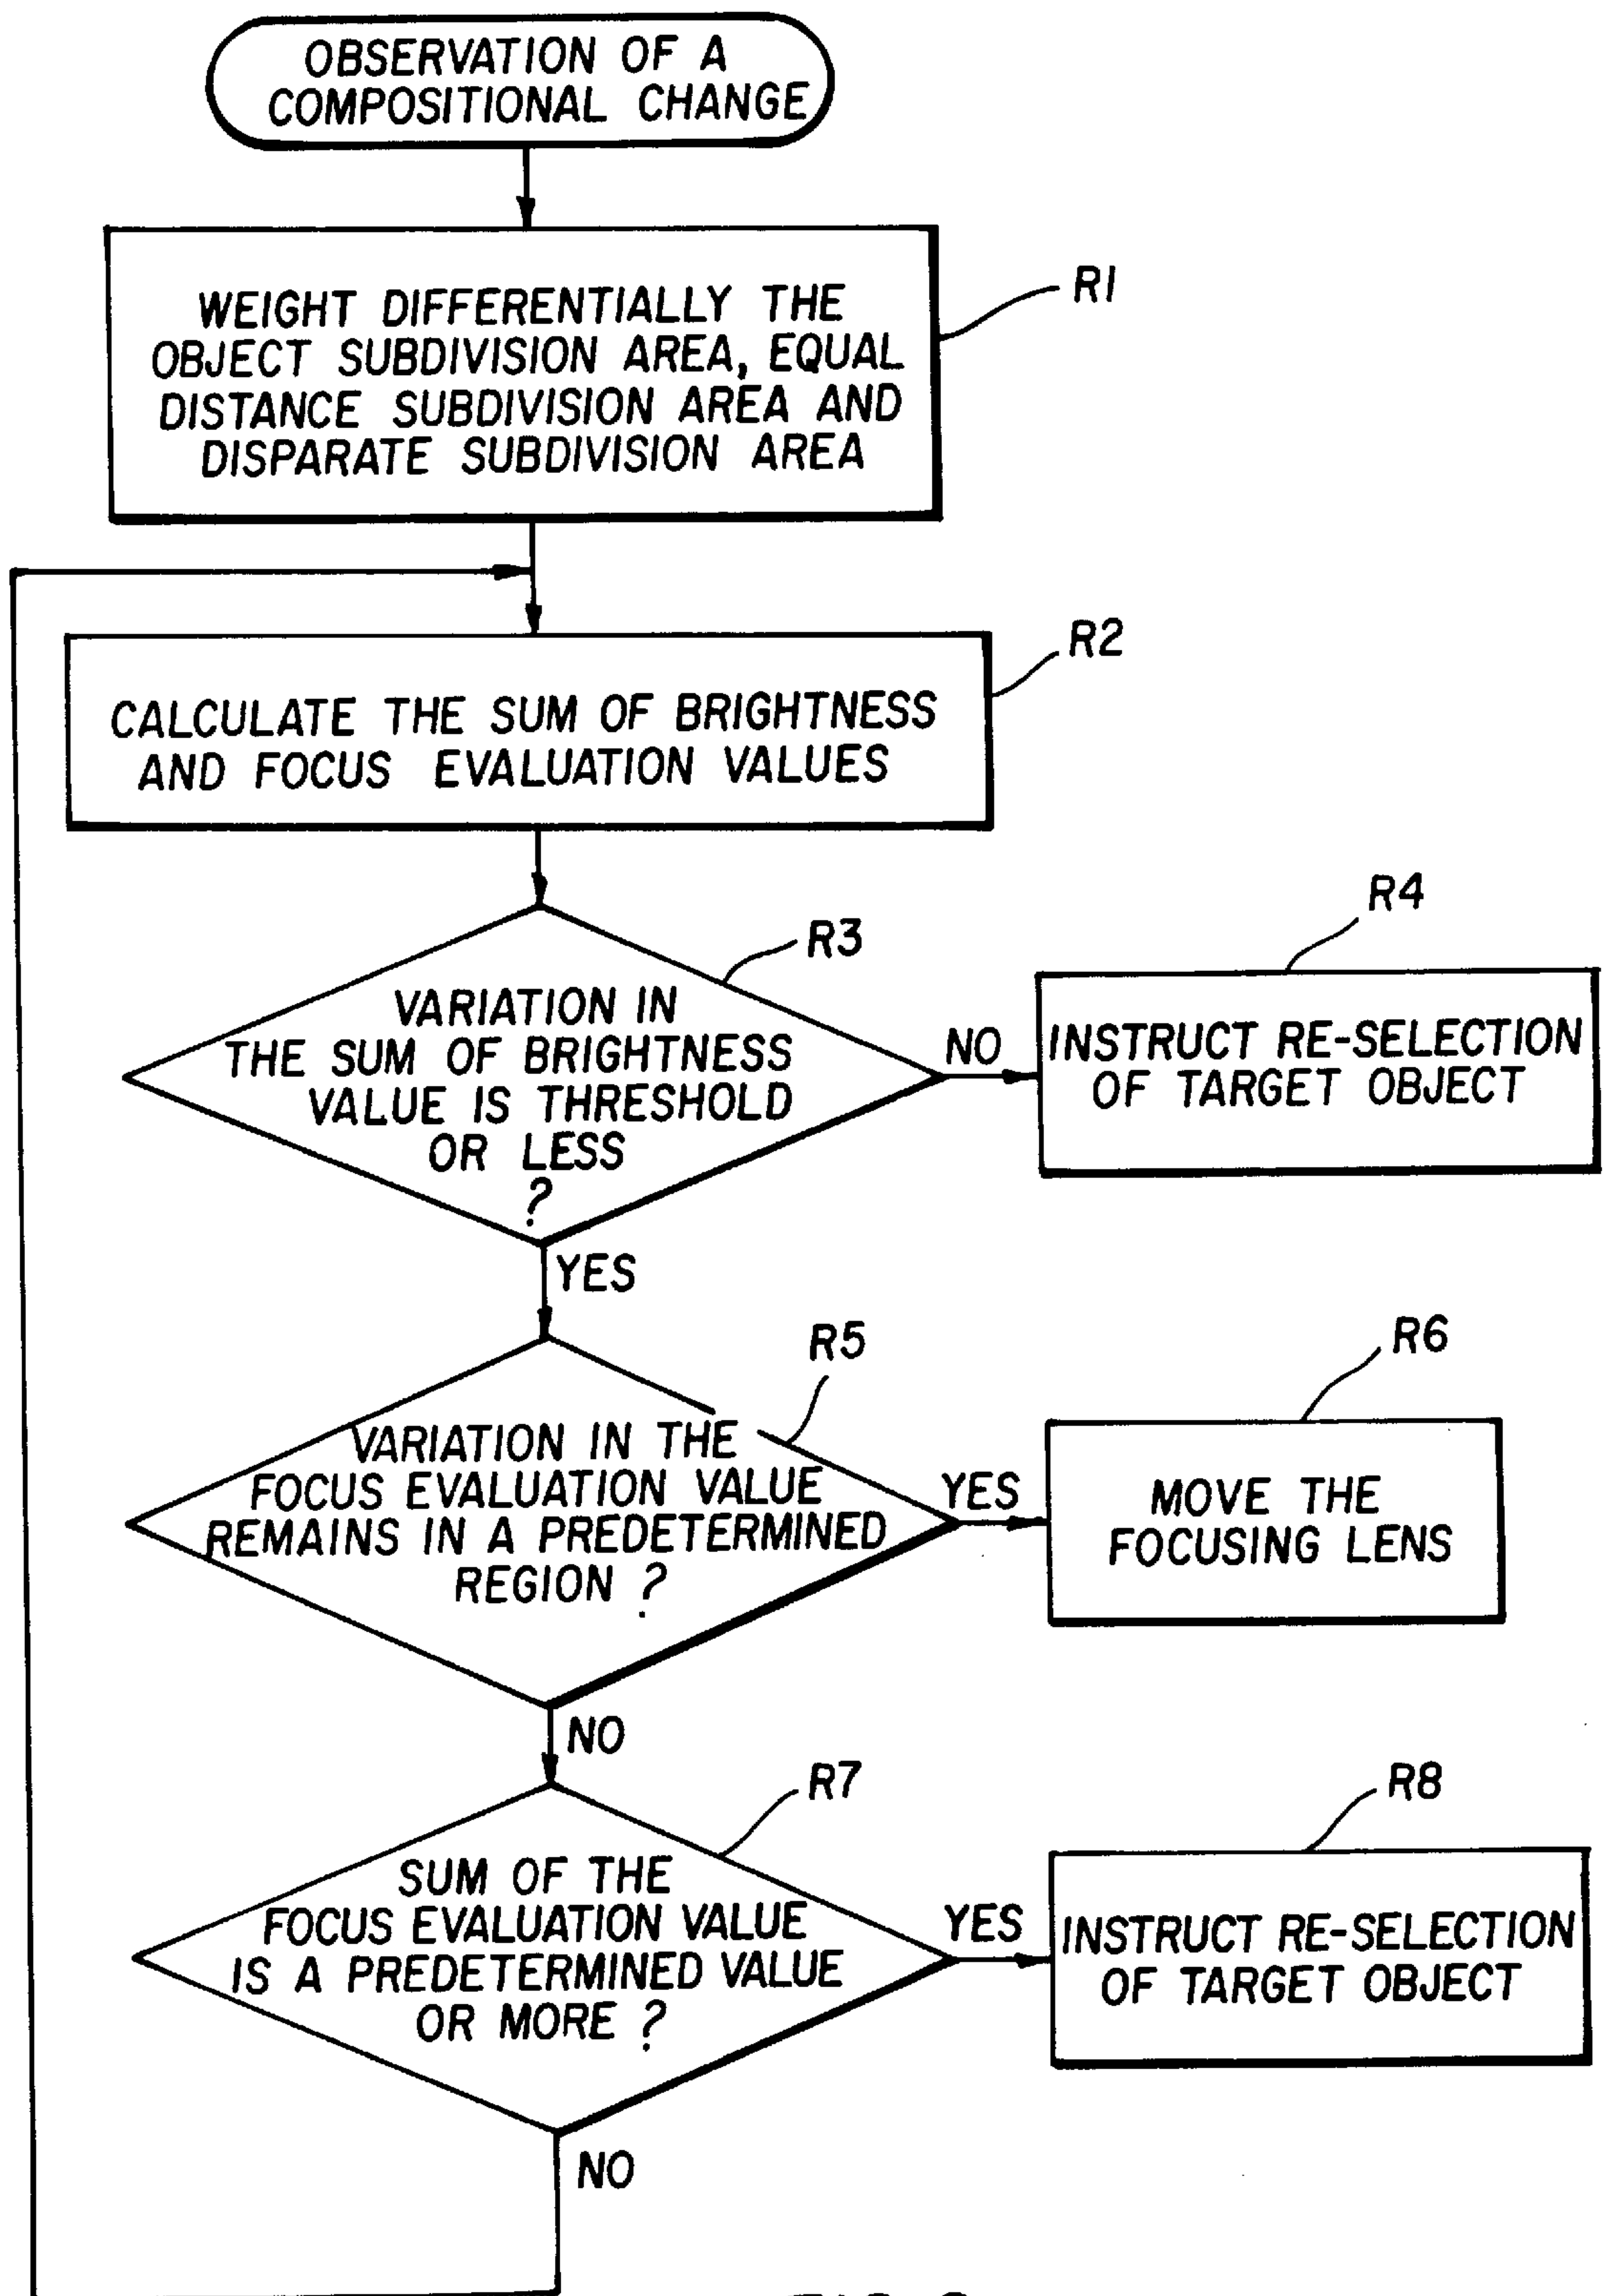 OBSERVATION OF A
COMPOSITIONAL CHANGE
WEIGHT DIFFERENTIALLY THE
OBJECT SUBDIVISION AREA, EQUAL
DISTANCE SUBDIVISION AREA AND
DISPARATE SUBDIVISION AREA
R1
CALCULATE THE SUM OF BRIGHTNESS
AND FOCUS EVALUATION VALUES
R2
VARIATION IN
THE SUM OF BRIGHTNESS
VALUE IS THRESHOLD
OR LESS
?
R3
NO
INSTRUCT RE-SELECTION
OF TARGET OBJECT
R4
YES
VARIATION IN THE
FOCUS EVALUATION VALUE
REMAINS IN A PREDETERMINED
REGION ?
R5
YES
MOVE THE
FOCUSING LENS
R6
NO
SUM OF THE
FOCUS EVALUATION VALUE
IS A PREDETERMINED VALUE
OR MORE ?
R7
YES
INSTRUCT RE-SELECTION
OF TARGET OBJECT
R8
NO